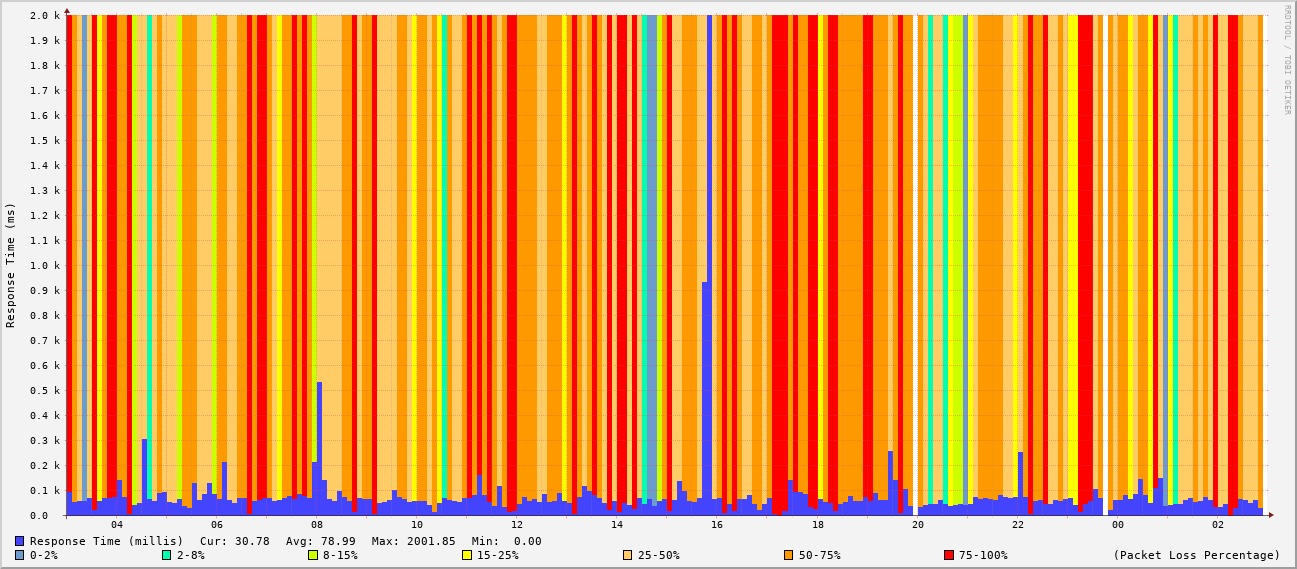 2.0 k
1.9 k
1.8 k
1.7 k
1.6 k
1.5 k
1.4 k
1.3 k
1.2 k
1.1 k
1.0 k
0.9 k
0.8 k
0.7 k
0.6 k
0.5 k
0.4 k
0.3 k
0.2 k
0.1 k
0.0
Response Time (ms)
RRDTOOL / TOBI OETIKER
04 06 08 10 12 14 16 18 20 22 00 02
Response Time (millis) Cur: 30.78 Avg: 78.99 Max: 2001.85 Min: 0.00
0-2% 2-8% 8-15% 15-25% 25-50% 50-75% 75-100% (Packet Loss Percentage)